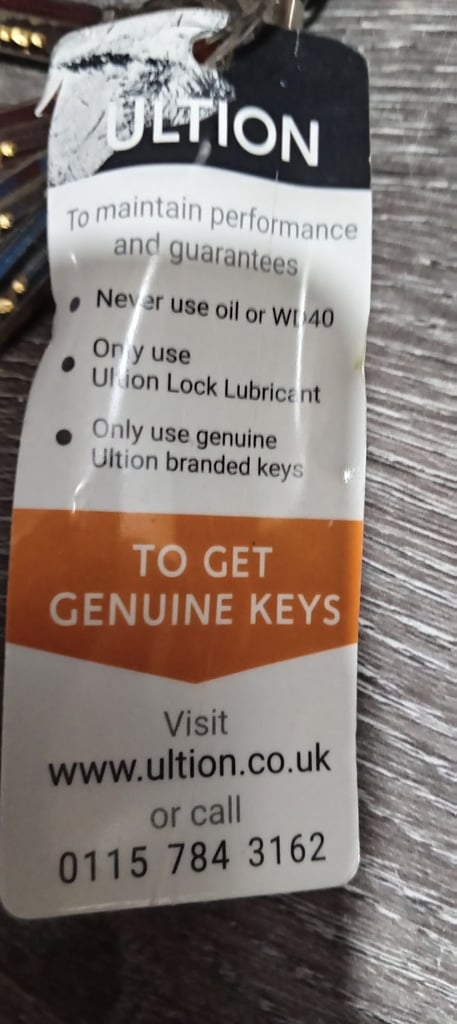 ULTION
To maintain performance
and guarantees
• Never use oil or WD40
• Only use
Ultion Lock Lubricant
• Only use genuine
Ultion branded keys
TO GET
GENUINE KEYS
Visit
www.ultion.co.uk
or call
0115 784 3162